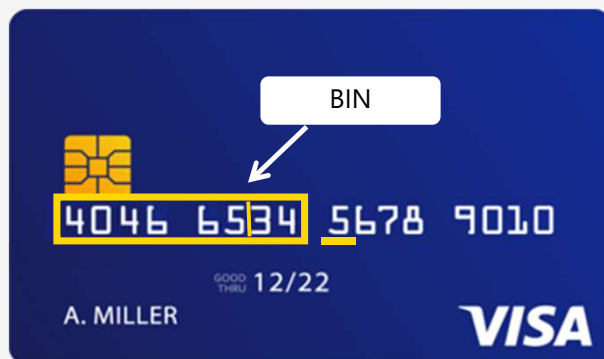 BIN
4046 6534 5678 9010
GOOD
THRU 12/22
A. MILLER
VISA